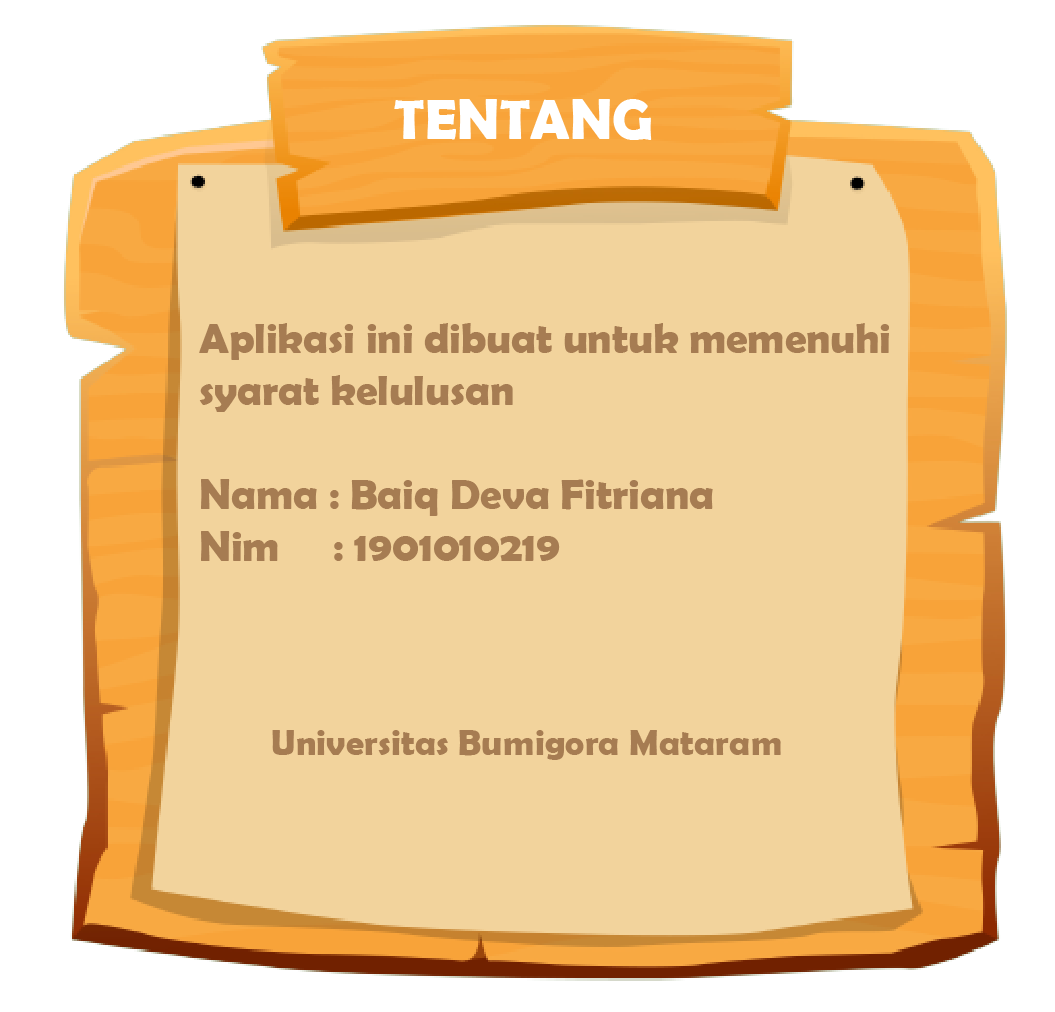 TENTANG
Aplikasi ini dibuat untuk memenuhi
syarat kelulusan
Nama : Baiq Deva Fitriana
Nim : 1901010219
Universitas Bumigora Mataram